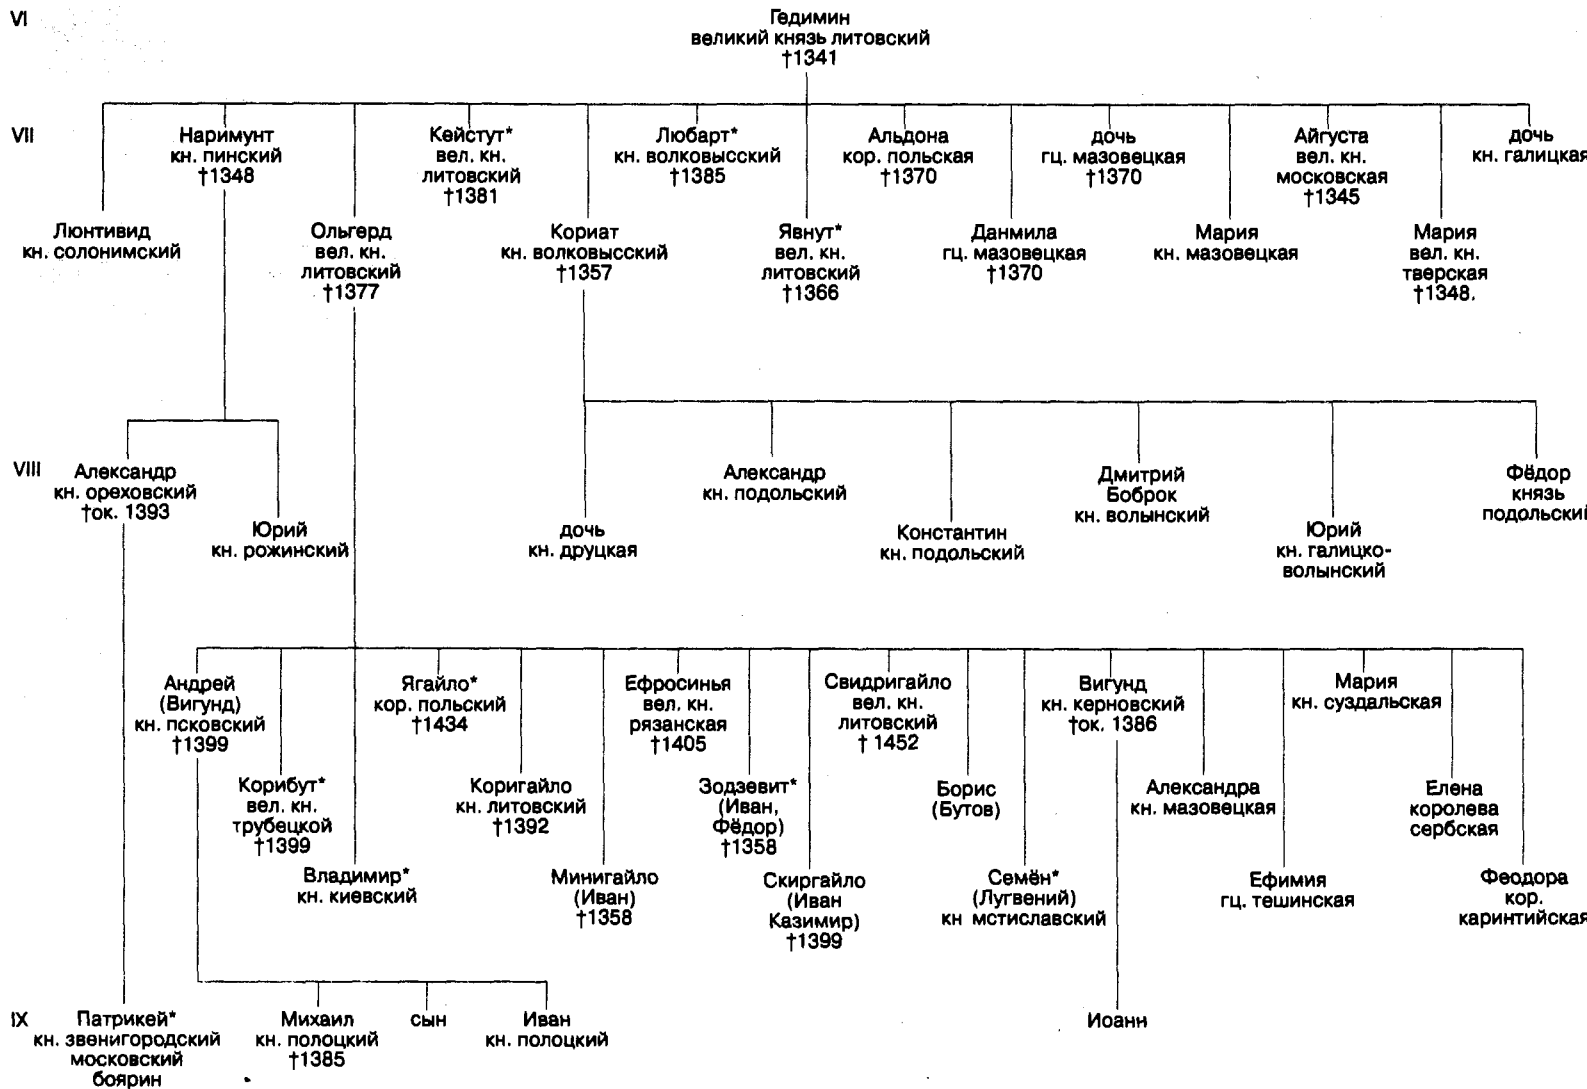 VI
Гедимин
великий князь литовский
†1341
VII
Наримунт
кн. пинский
†1348
Кейстут*
вел. кн.
литовский
†1381
Любарт*
кн. волковысский
†1385
Альдона
кор. польская
†1370
дочь
гц. мазовецкая
†1370
Айгуста
вел. кн.
московская
†1345
дочь
кн. галицкая
Люнтивид
кн. солонимский
Ольгерд
вел. кн.
литовский
†1377
Кориат
кн. волковысский
†1357
Явнут*
вел. кн.
литовский
†1366
Данмила
гц. мазовецкая
†1370
Мария
кн. мазовецкая
Мария
вел. кн.
тверская
†1348.
VIII
Александр
кн. ореховский
†ок. 1393
Юрий
кн. рожинский
дочь
кн. друцкая
Александр
кн. подольский
Константин
кн. подольский
Дмитрий
Боброк
кн. волынский
Юрий
кн. галицко-
волынский
Фёдор
князь
подольский
Андрей
(Вигунд)
кн. псковский
†1399
Ягайло*
кор. польский
†1434
Ефросинья
вел. кн.
рязанская
†1405
Свидригайло
вел. кн.
литовский
† 1452
Вигунд
кн. керновский
†ок. 1386
Мария
кн. суздальская
Корибут*
вел. кн.
трубецкой
†1399
Коригайло
кн. литовский
†1392
Зодзевит*
(Иван,
Фёдор)
†1358
Борис
(Бутов)
Александра
кн. мазовецкая
Елена
королева
сербская
Владимир*
кн. киевский
Минигайло
(Иван)
†1358
Скиргайло
(Иван
Казимир)
†1399
Семён*
(Лугвений)
кн мстиславский
Ефимия
гц. тешинская
Феодора
кор.
каринтийская
IX
Патрикей*
кн. звенигородский
московский
боярин
Михаил
кн. полоцкий
†1385
сын
Иван
кн. полоцкий
Иоанн